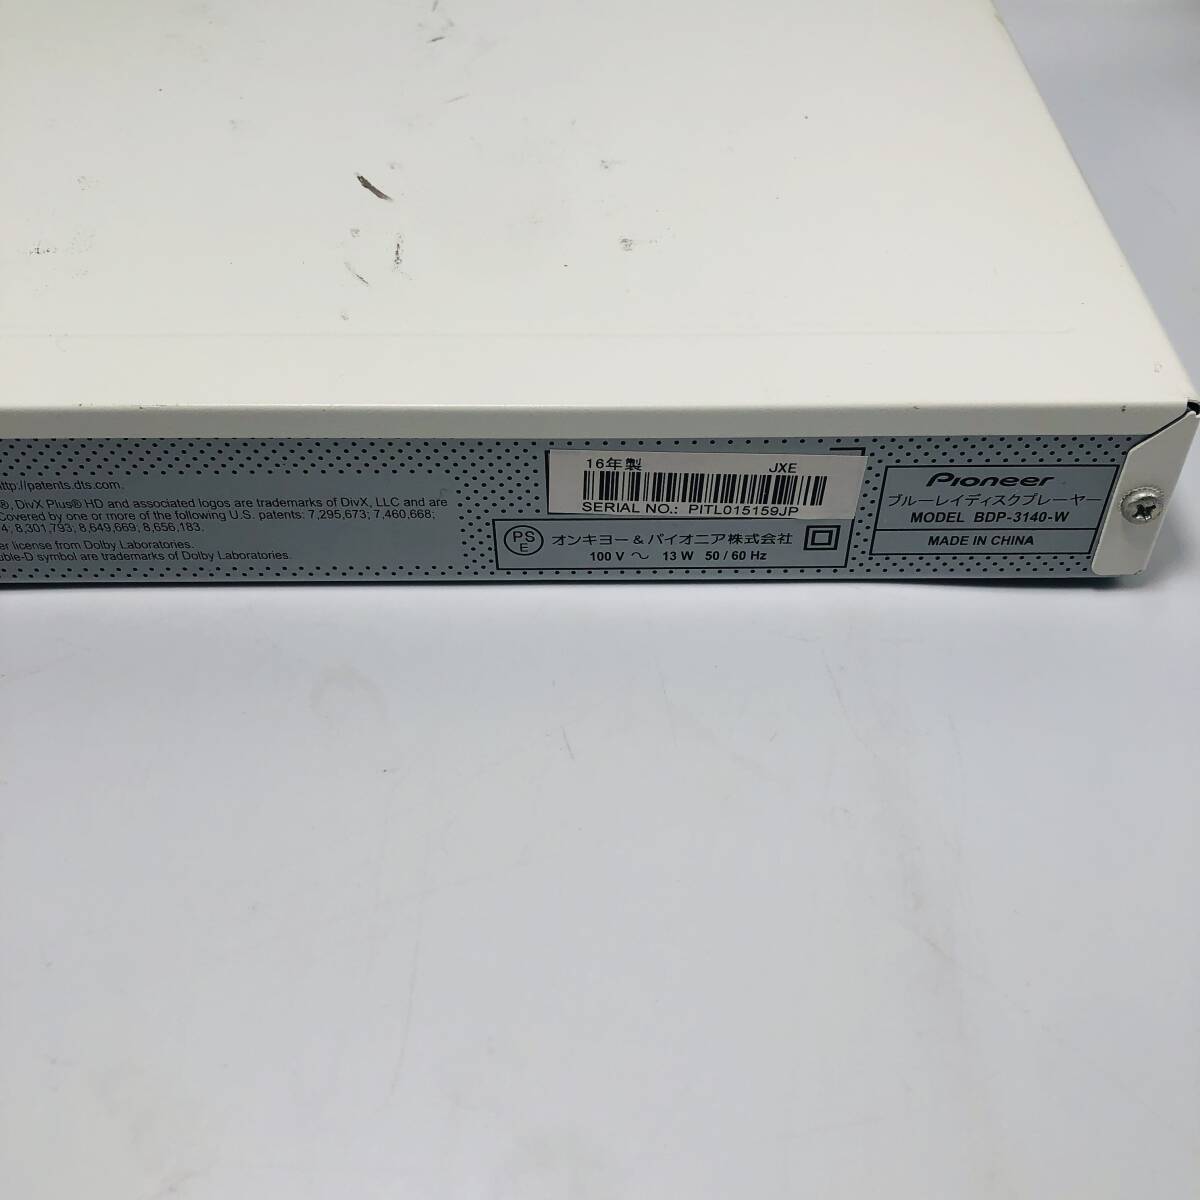 http://patents.dts.com.
®, DivX Plus® HD and associated logos are trademarks of DivX, LLC and are
Covered by one or more of the following U.S. patents: 7,295,673; 7,460,668;
4; 8,301,793; 8,649,669; 8,656,183.
license from Dolby Laboratories.
symbol are trademarks of Dolby Laboratories.
16年製 JXE
SERIAL NO.: PITL015159JP
PS
E
オンキヨー＆パイオニア株式会社
100 V ～ 13 W 50 / 60 Hz
Pioneer
ブルーレイディスクプレーヤー
MODEL BDP-3140-W
MADE IN CHINA